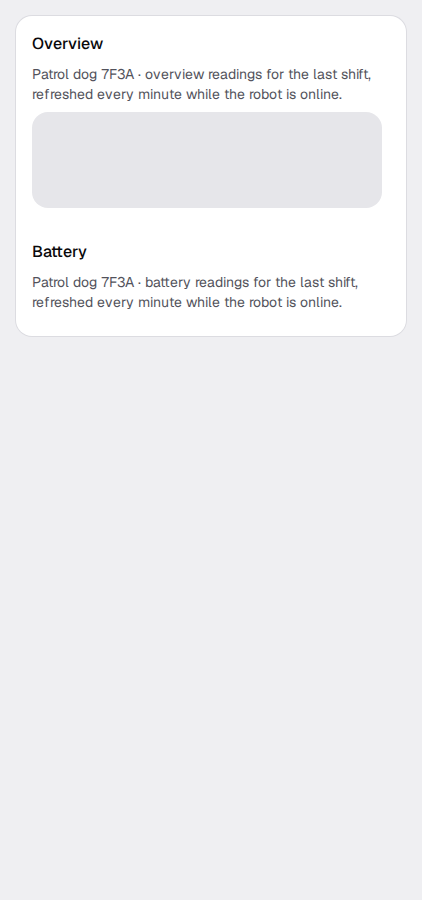 Overview
Patrol dog 7F3A · overview readings for the last shift,
refreshed every minute while the robot is online.
Battery
Patrol dog 7F3A · battery readings for the last shift,
refreshed every minute while the robot is online.